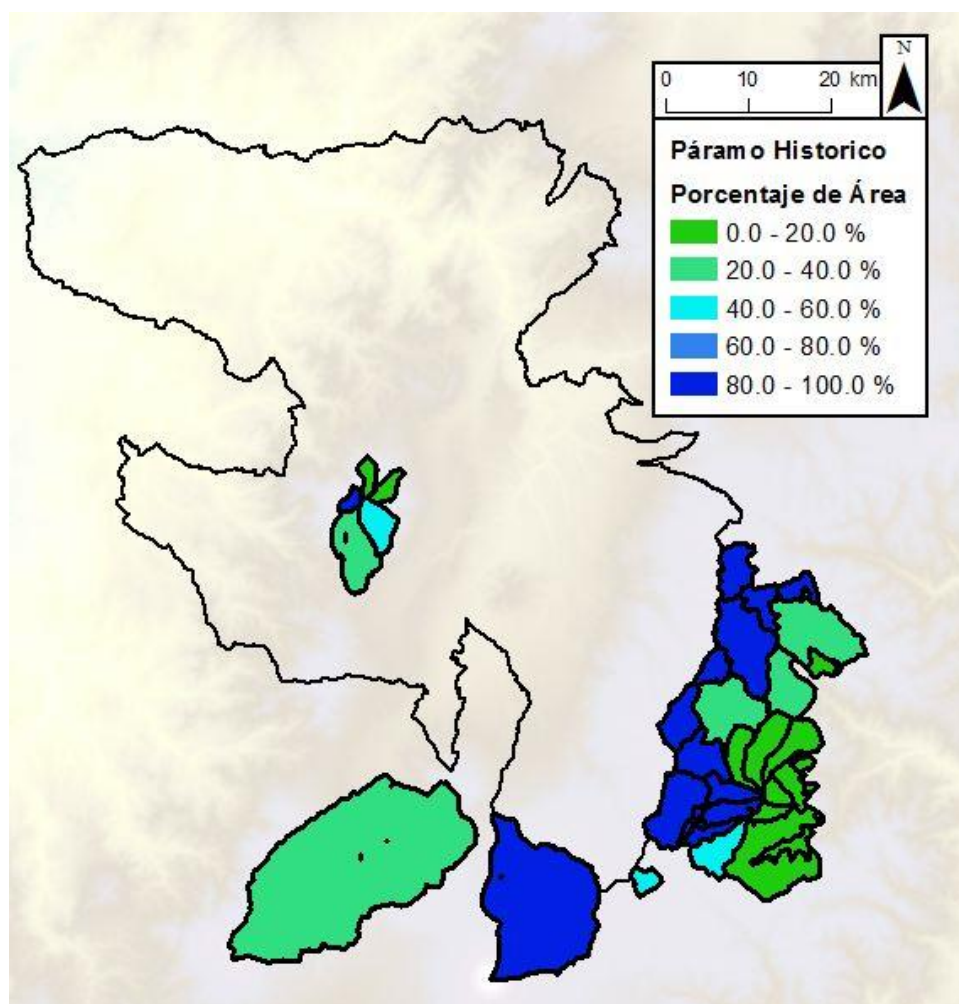 N
0 10 20 km
Páramo Historico
Porcentaje de Área
0.0 - 20.0 %
20.0 - 40.0 %
40.0 - 60.0 %
60.0 - 80.0 %
80.0 - 100.0 %